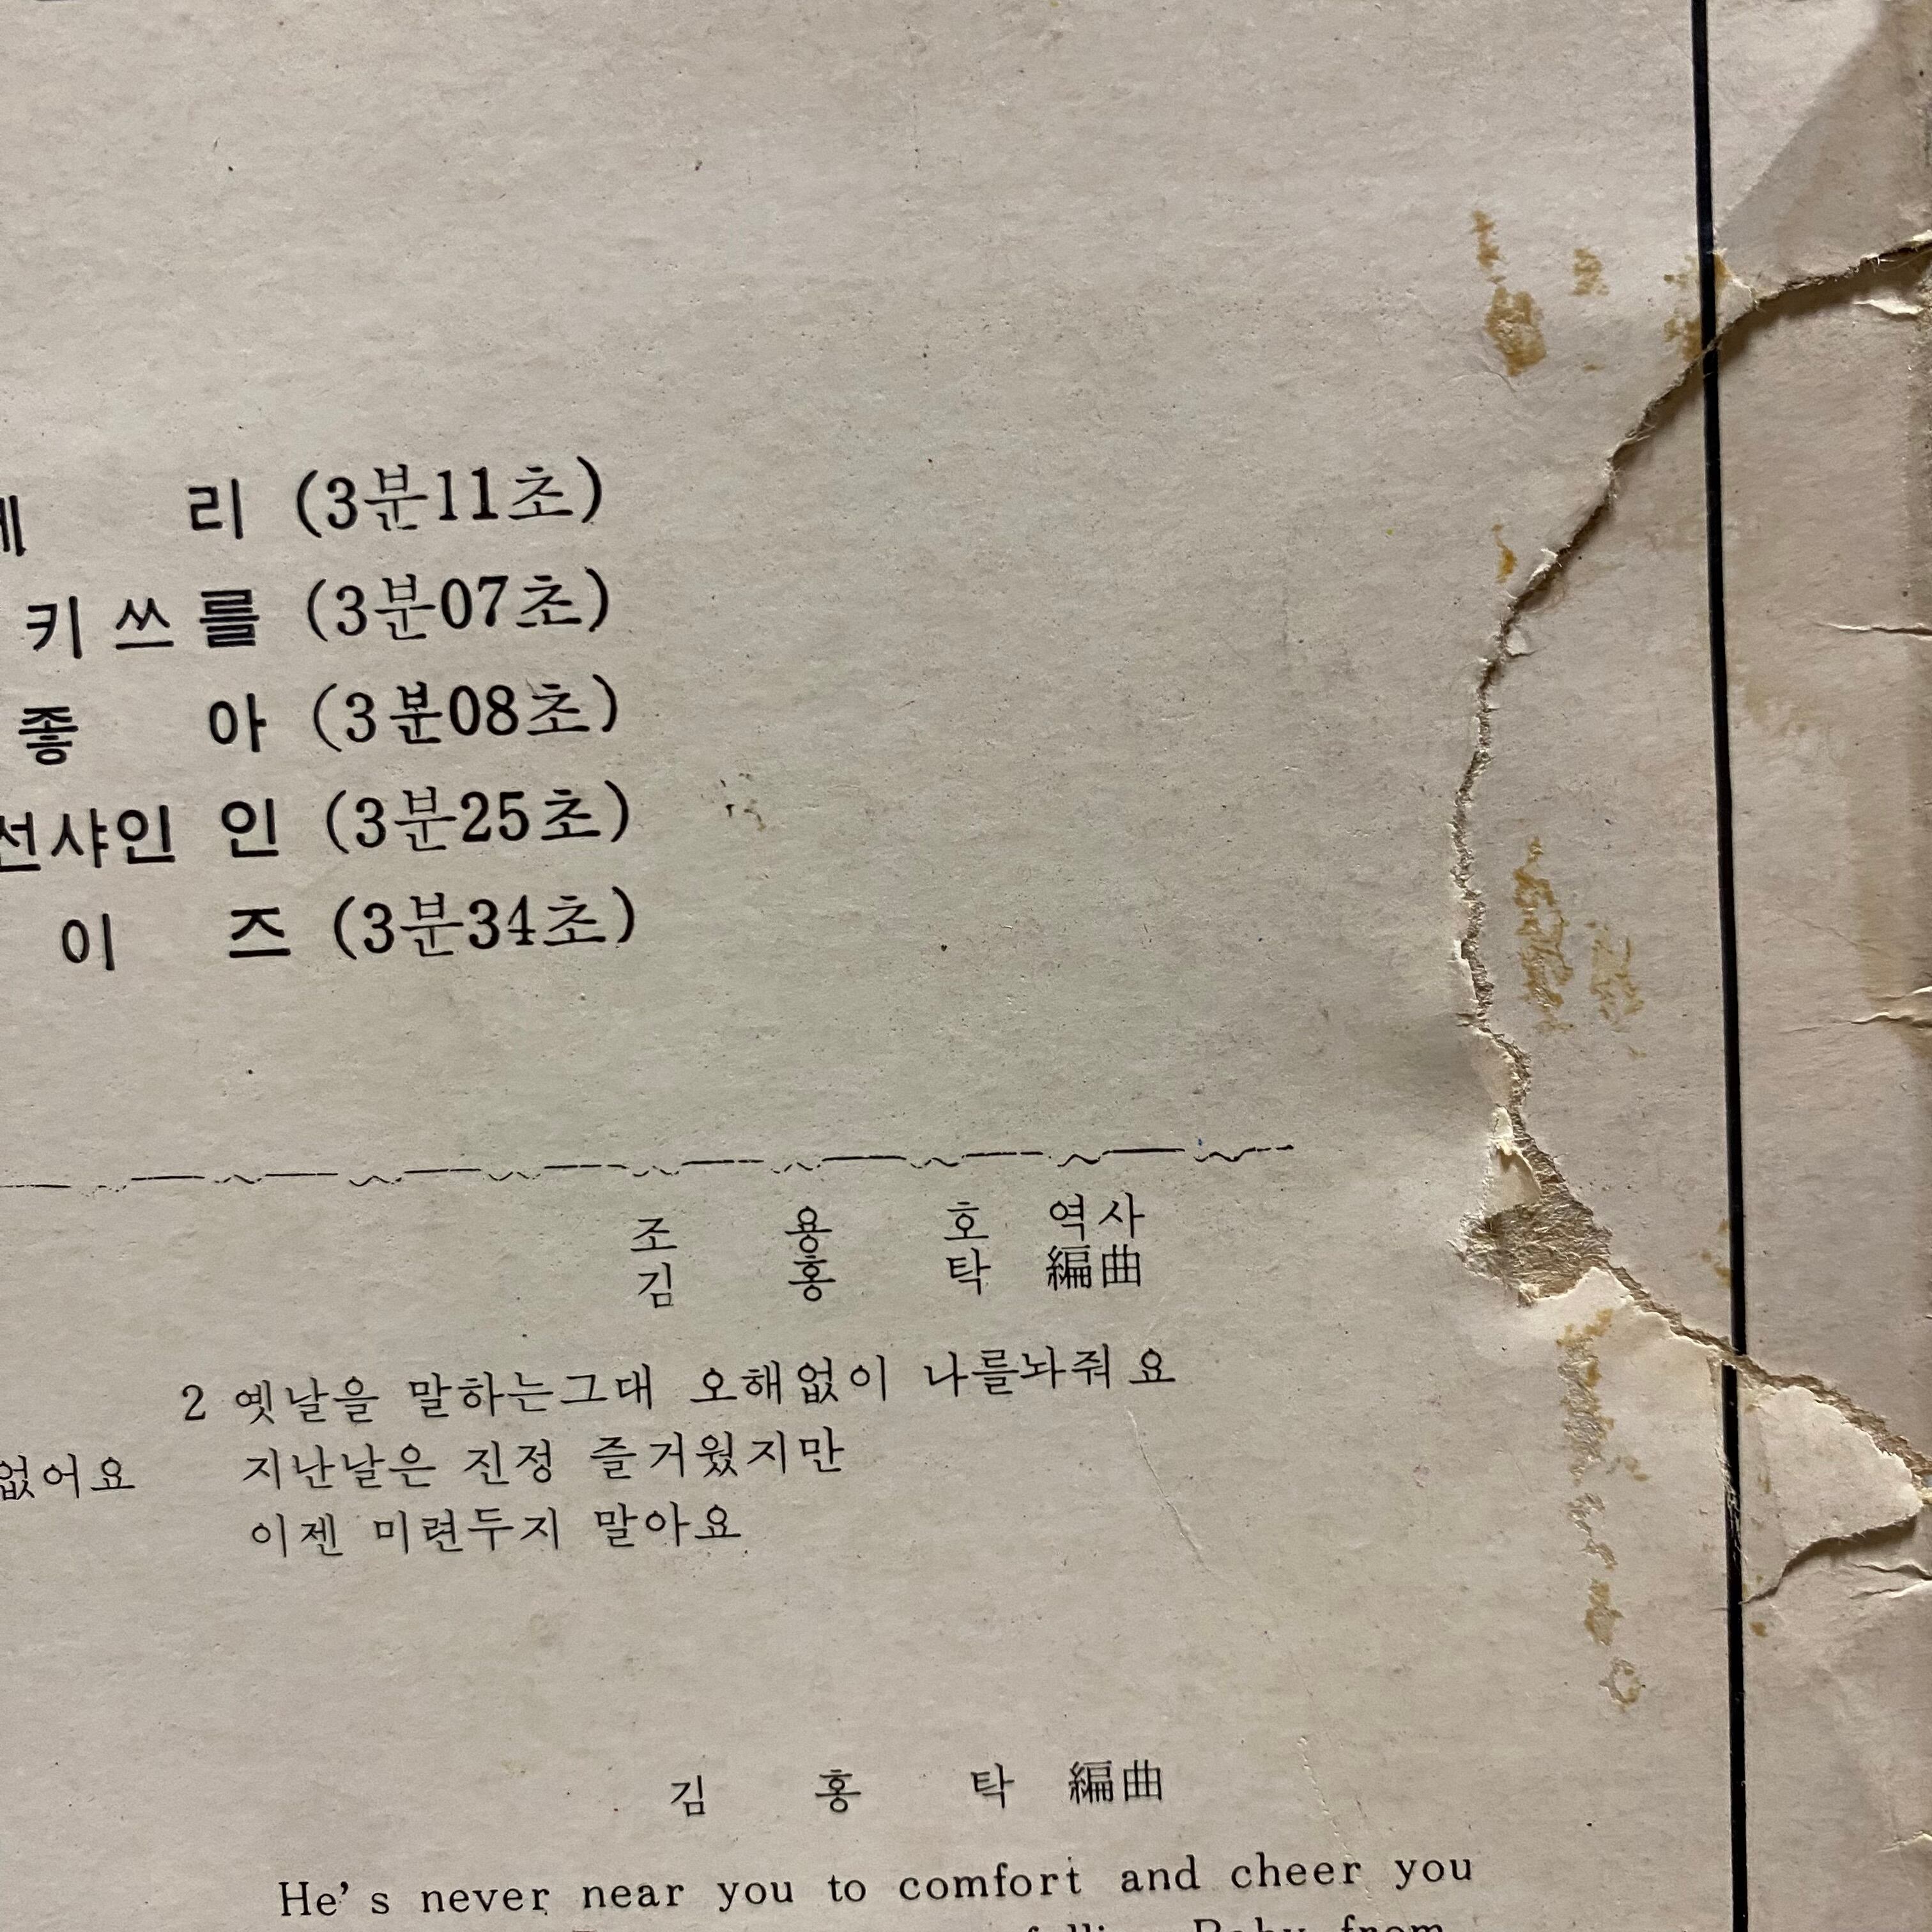 리 (3분11초)
키쓰를 (3분07초)
좋 아 (3분08초)
선샤인 인 (3분25초)
이 즈 (3분34초)
조 용 호 역사
김 홍 탁 編曲
2 옛날을 말하는그대 오해없이 나를놔줘요
없어요 지난날은 진정 즐거웠지만
이젠 미련두지 말아요
김 홍 탁 編曲
He's never near you to comfort and cheer you
Baby from